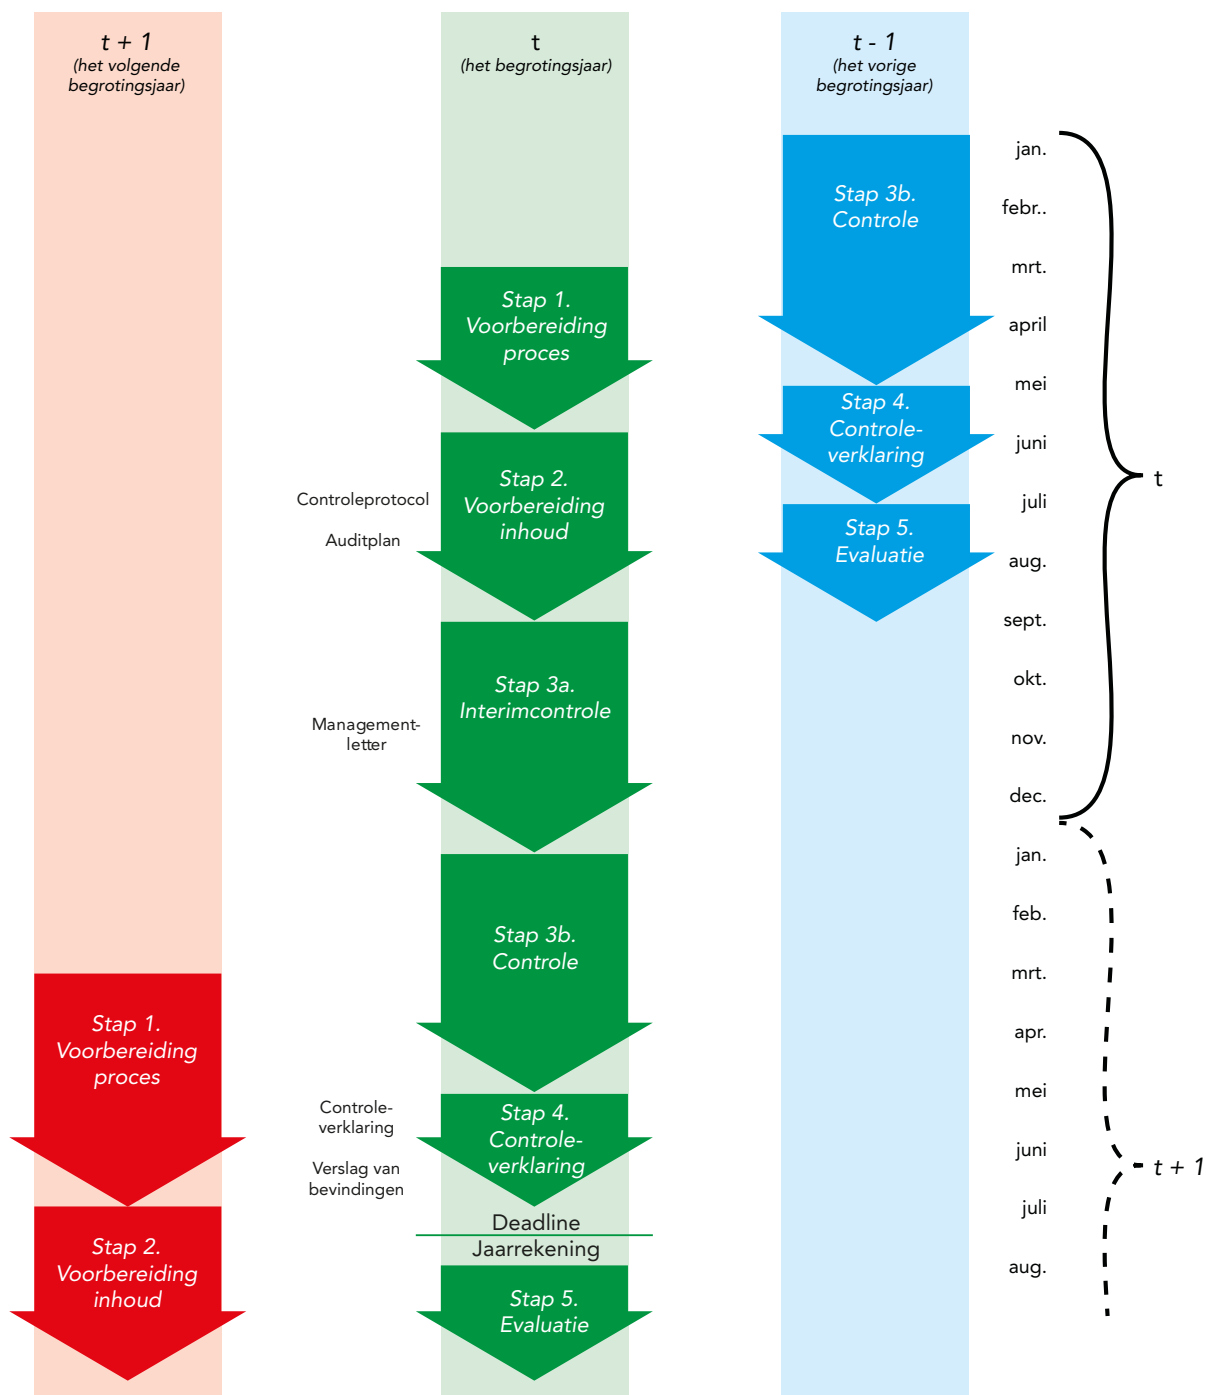 t + 1
(het volgende
begrotingsjaar)
t
(het begrotingsjaar)
t - 1
(het vorige
begrotingsjaar)
jan.
febr..
mrt.
april
mei
juni
juli
aug.
sept.
okt.
nov.
dec.
jan.
feb.
mrt.
apr.
mei
juni
juli
aug.
t
t + 1
Stap 3b.
Controle
Stap 4.
Controle-
verklaring
Stap 5.
Evaluatie
Stap 1.
Voorbereiding
proces
Controleprotocol
Auditplan
Stap 2.
Voorbereiding
inhoud
Management-
letter
Stap 3a.
Interimcontrole
Stap 3b.
Controle
Controle-
verklaring
Verslag van
bevindingen
Stap 4.
Controle-
verklaring
Deadline
Jaarrekening
Stap 5.
Evaluatie
Stap 1.
Voorbereiding
proces
Stap 2.
Voorbereiding
inhoud